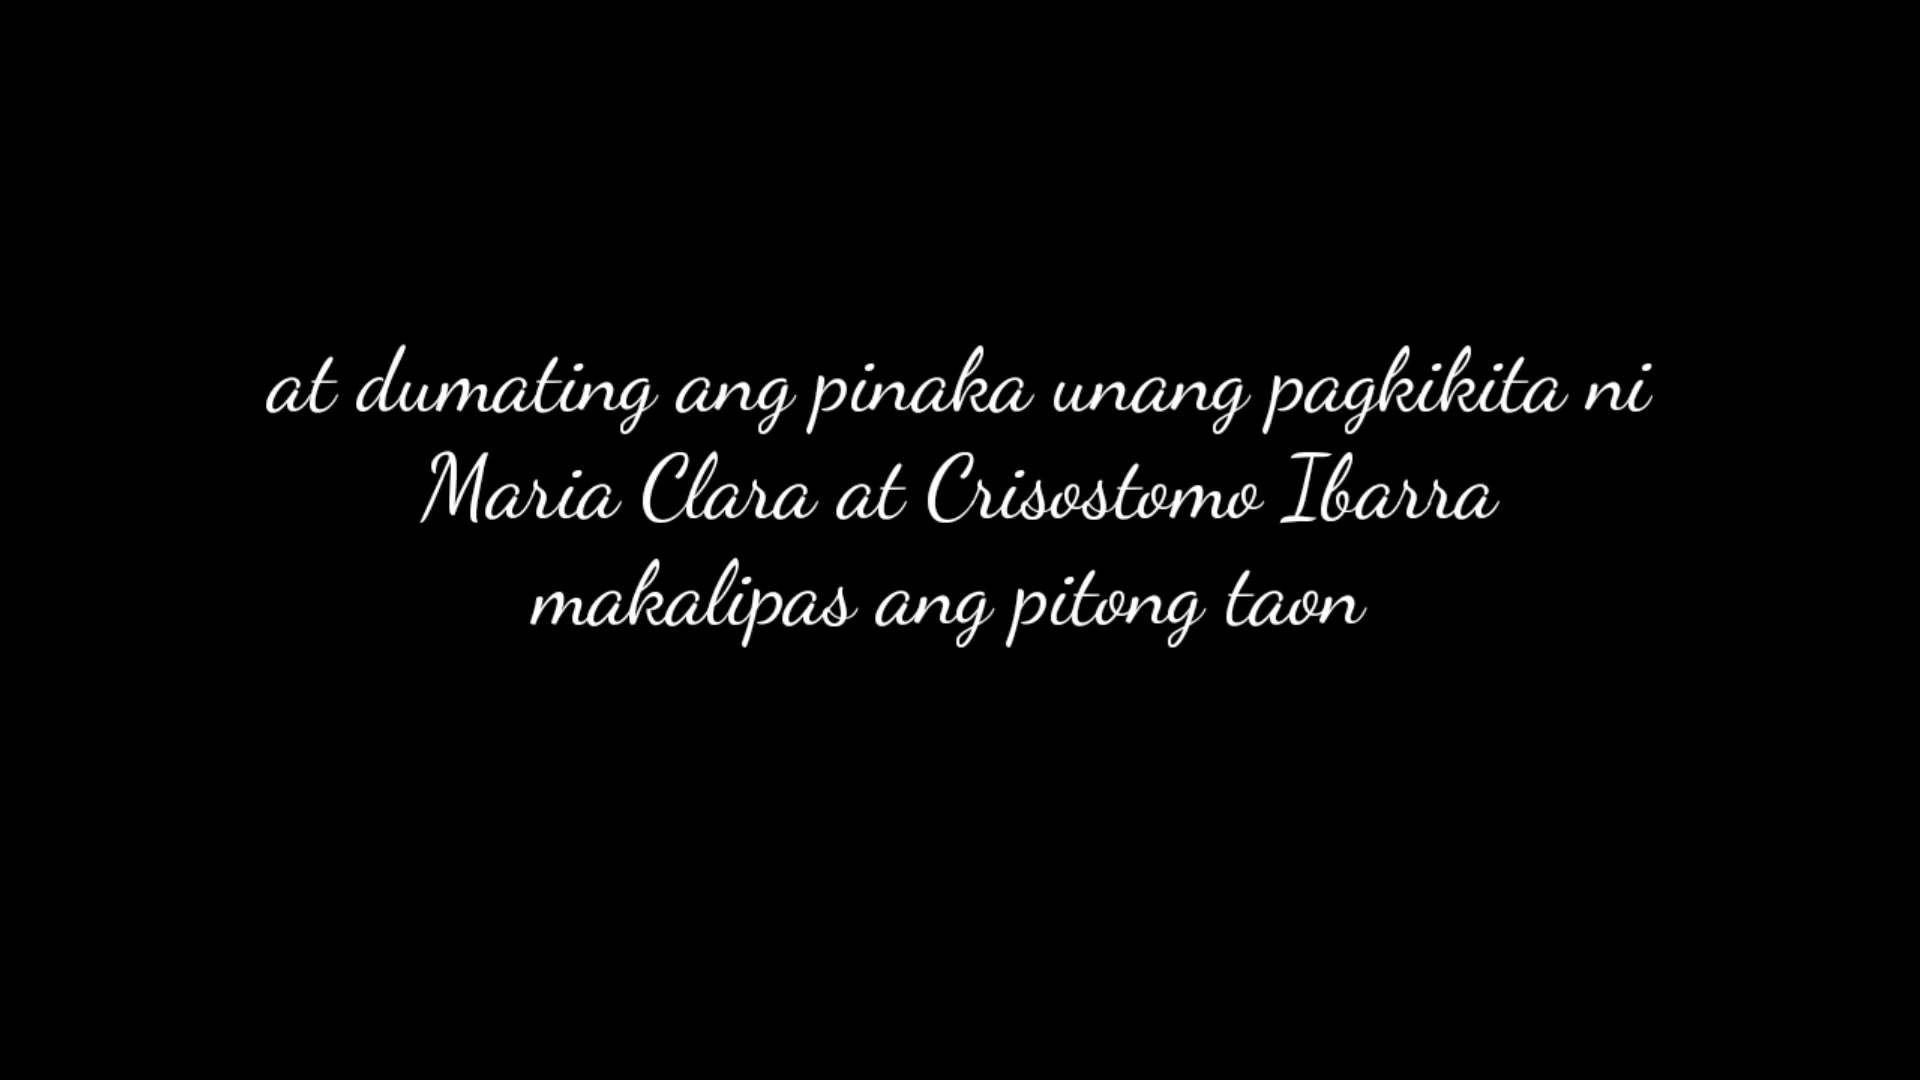 at dumating ang pinaka unang pagkikita ni
Maria Clara at Crisostomo Ibarra
makalipas ang pitong taon